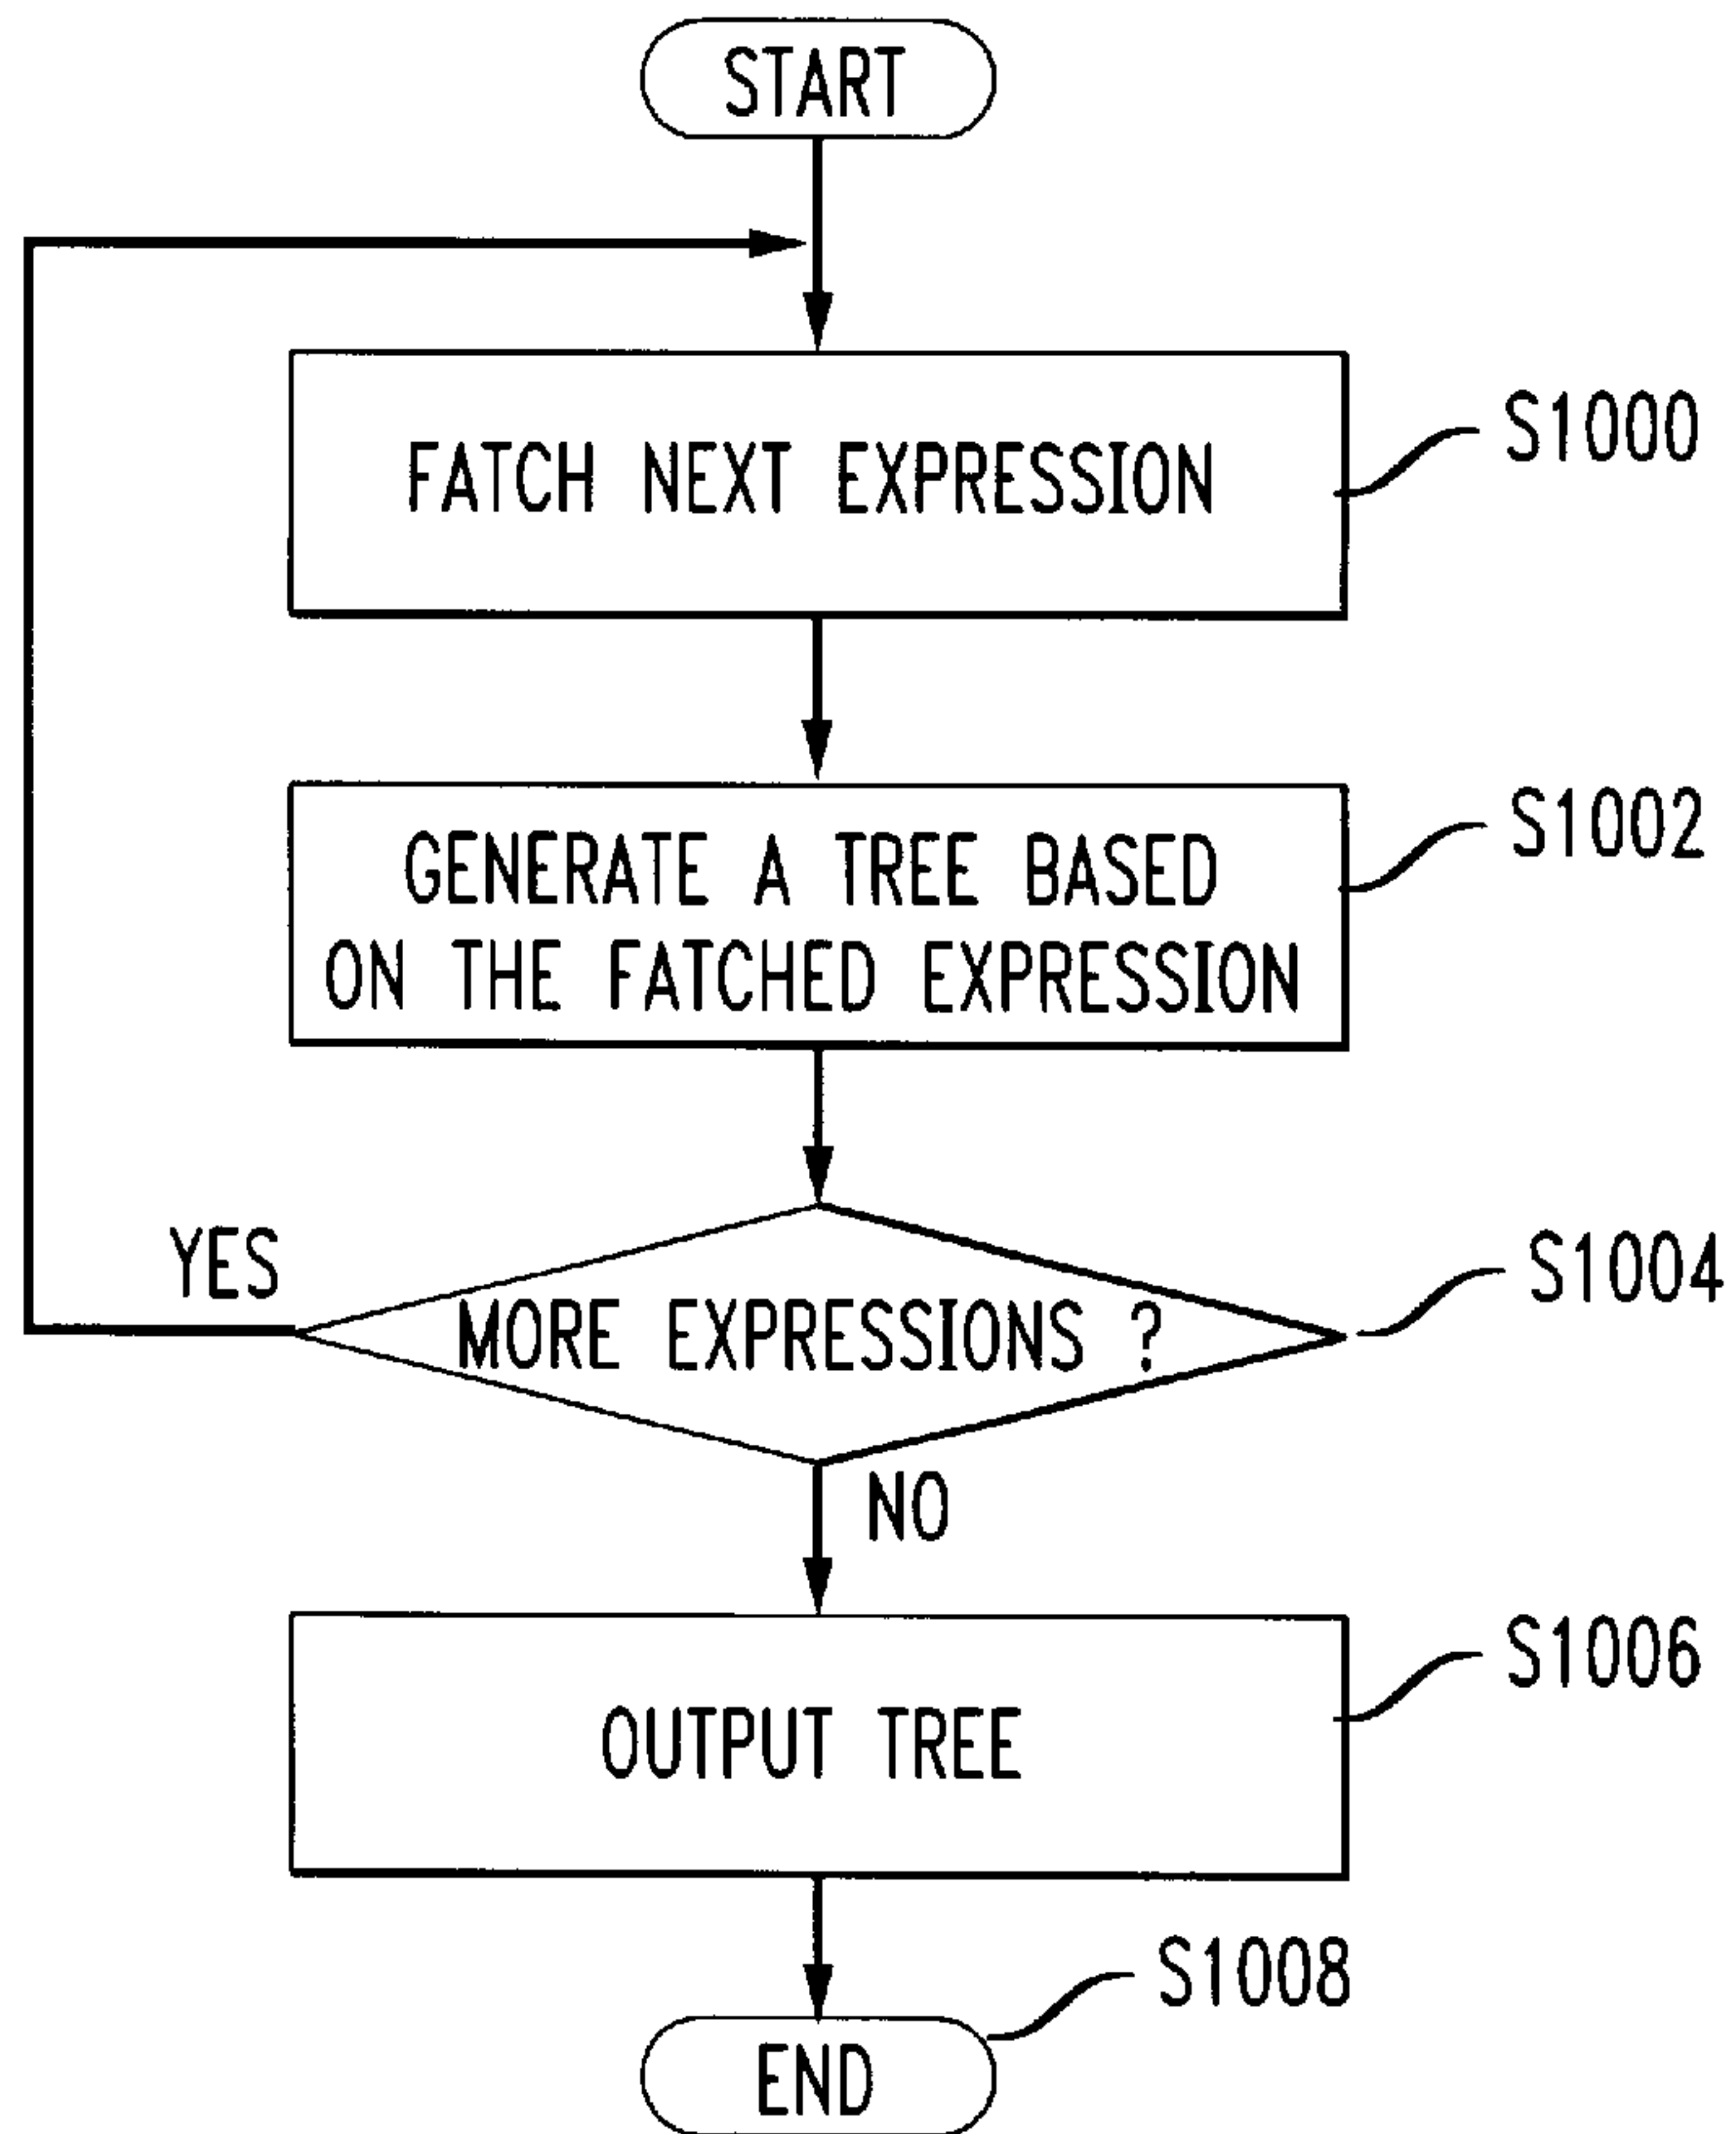 START
FATCH NEXT EXPRESSION
S1000
GENERATE A TREE BASED
ON THE FATCHED EXPRESSION
S1002
YES
MORE EXPRESSIONS ?
S1004
NO
OUTPUT TREE
S1006
S1008
END